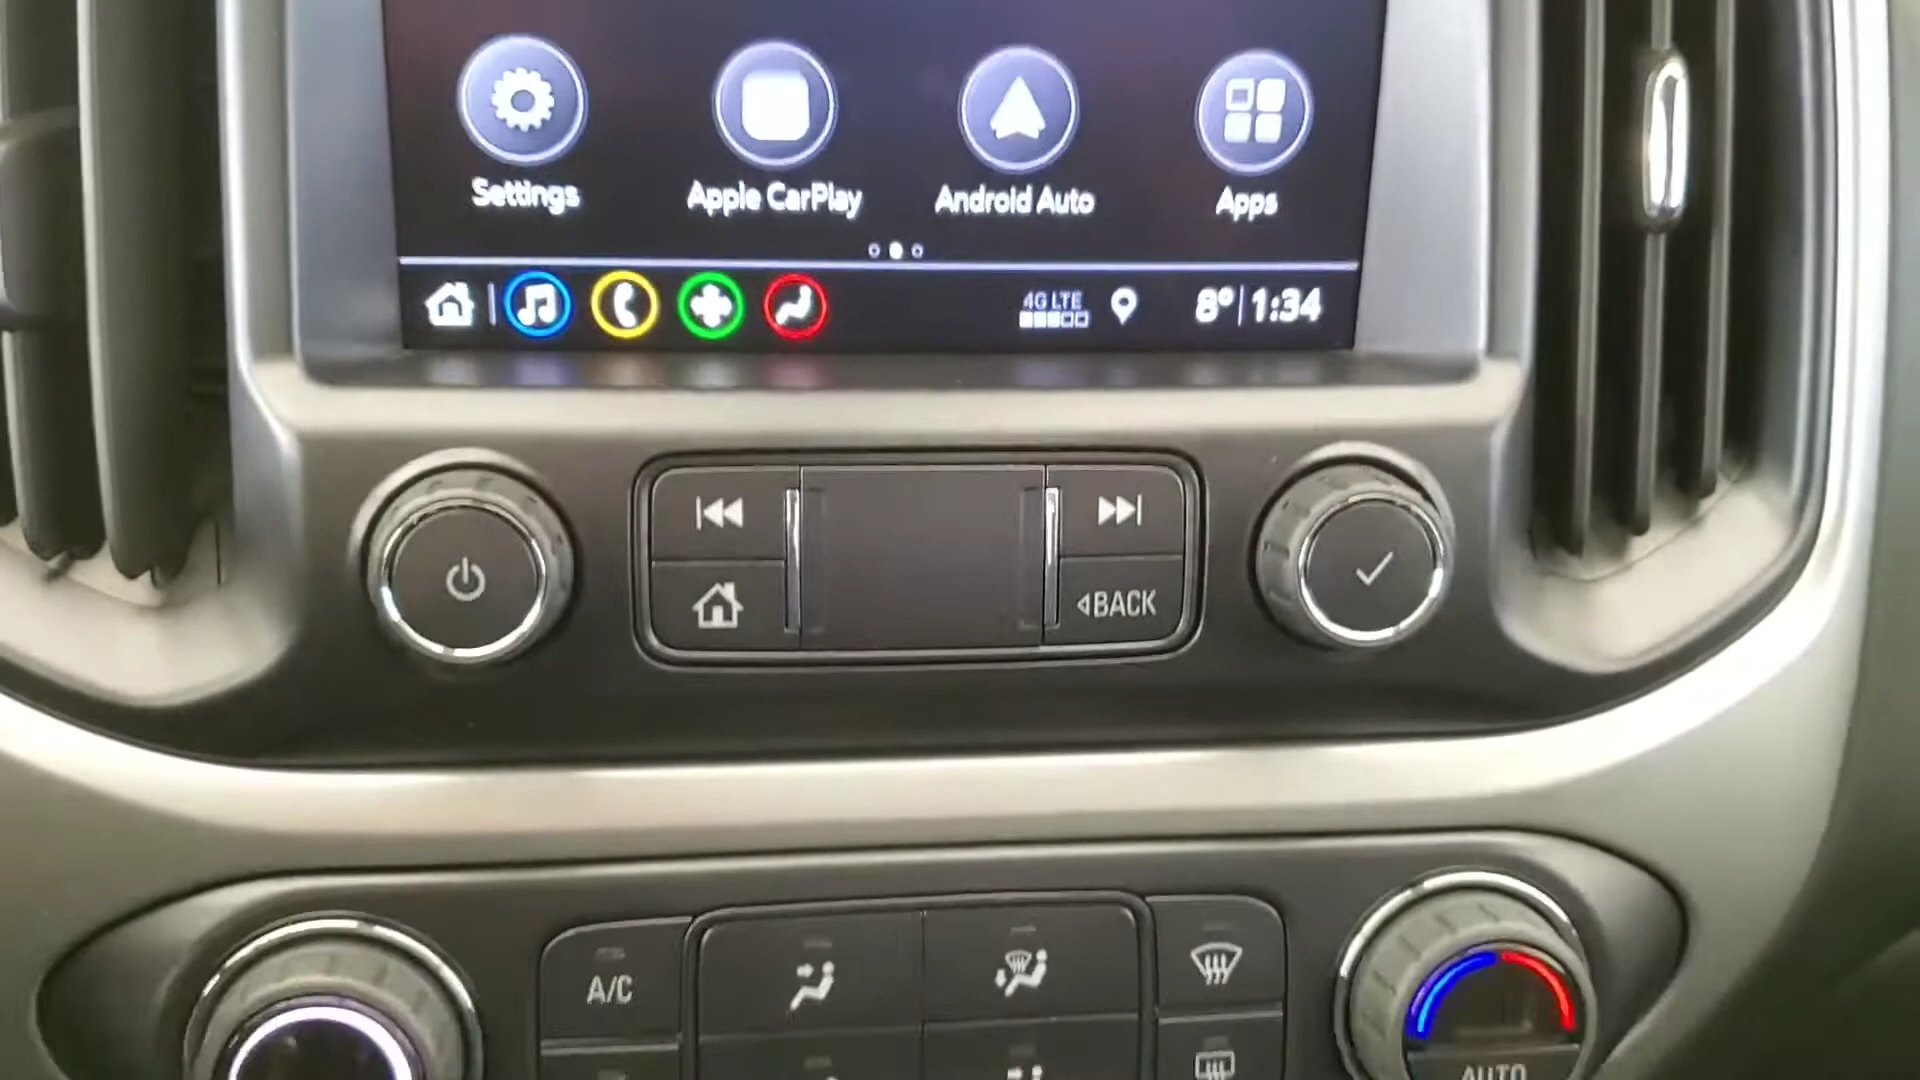 Settings
Apple CarPlay
Android Auto
Apps
4G LTE
8° 1:34
BACK
A/C
AUTO